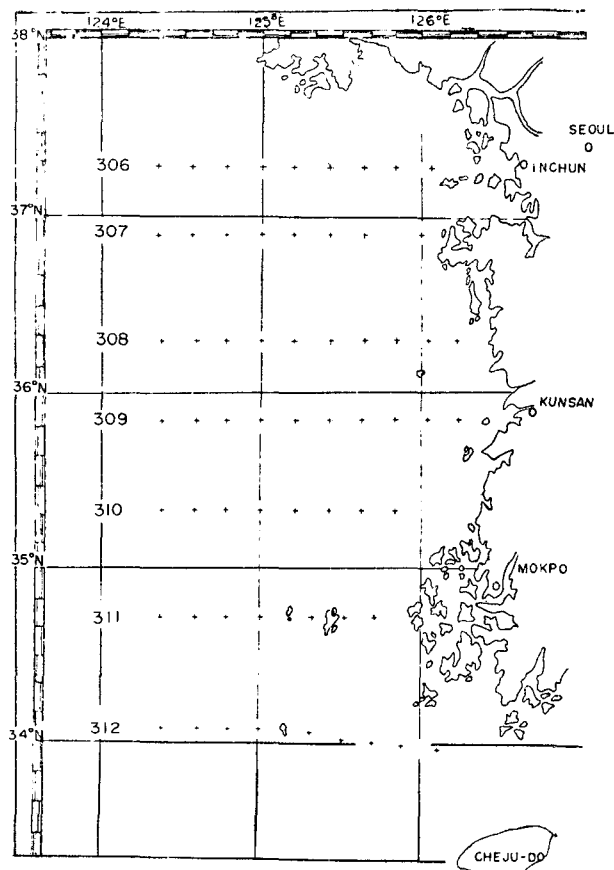 124°E 125°E 126°E
38°N
SEOUL
306
INCHUN
37°N
307
308
36°N
309
KUNSAN
310
35°N
MOKPO
311
312
34°N
CHEJU-DO